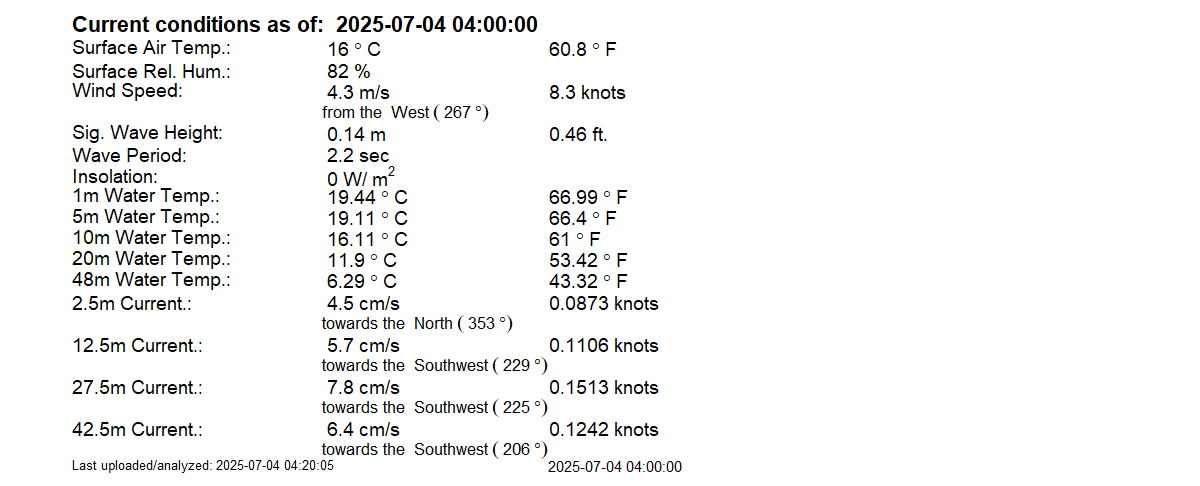 Current conditions as of: 2025-07-04 04:00:00
Surface Air Temp.: 16 ° C 60.8 ° F
Surface Rel. Hum.: 82 %
Wind Speed: 4.3 m/s 8.3 knots
from the West ( 267 °)
Sig. Wave Height: 0.14 m 0.46 ft.
Wave Period: 2.2 sec
Insolation: 0 W/ m²
1m Water Temp.: 19.44 ° C 66.99 ° F
5m Water Temp.: 19.11 ° C 66.4 ° F
10m Water Temp.: 16.11 ° C 61 ° F
20m Water Temp.: 11.9 ° C 53.42 ° F
48m Water Temp.: 6.29 ° C 43.32 ° F
2.5m Current.: 4.5 cm/s 0.0873 knots
towards the North ( 353 °)
12.5m Current.: 5.7 cm/s 0.1106 knots
towards the Southwest ( 229 °)
27.5m Current.: 7.8 cm/s 0.1513 knots
towards the Southwest ( 225 °)
42.5m Current.: 6.4 cm/s 0.1242 knots
towards the Southwest ( 206 °)
Last uploaded/analyzed: 2025-07-04 04:20:05 2025-07-04 04:00:00